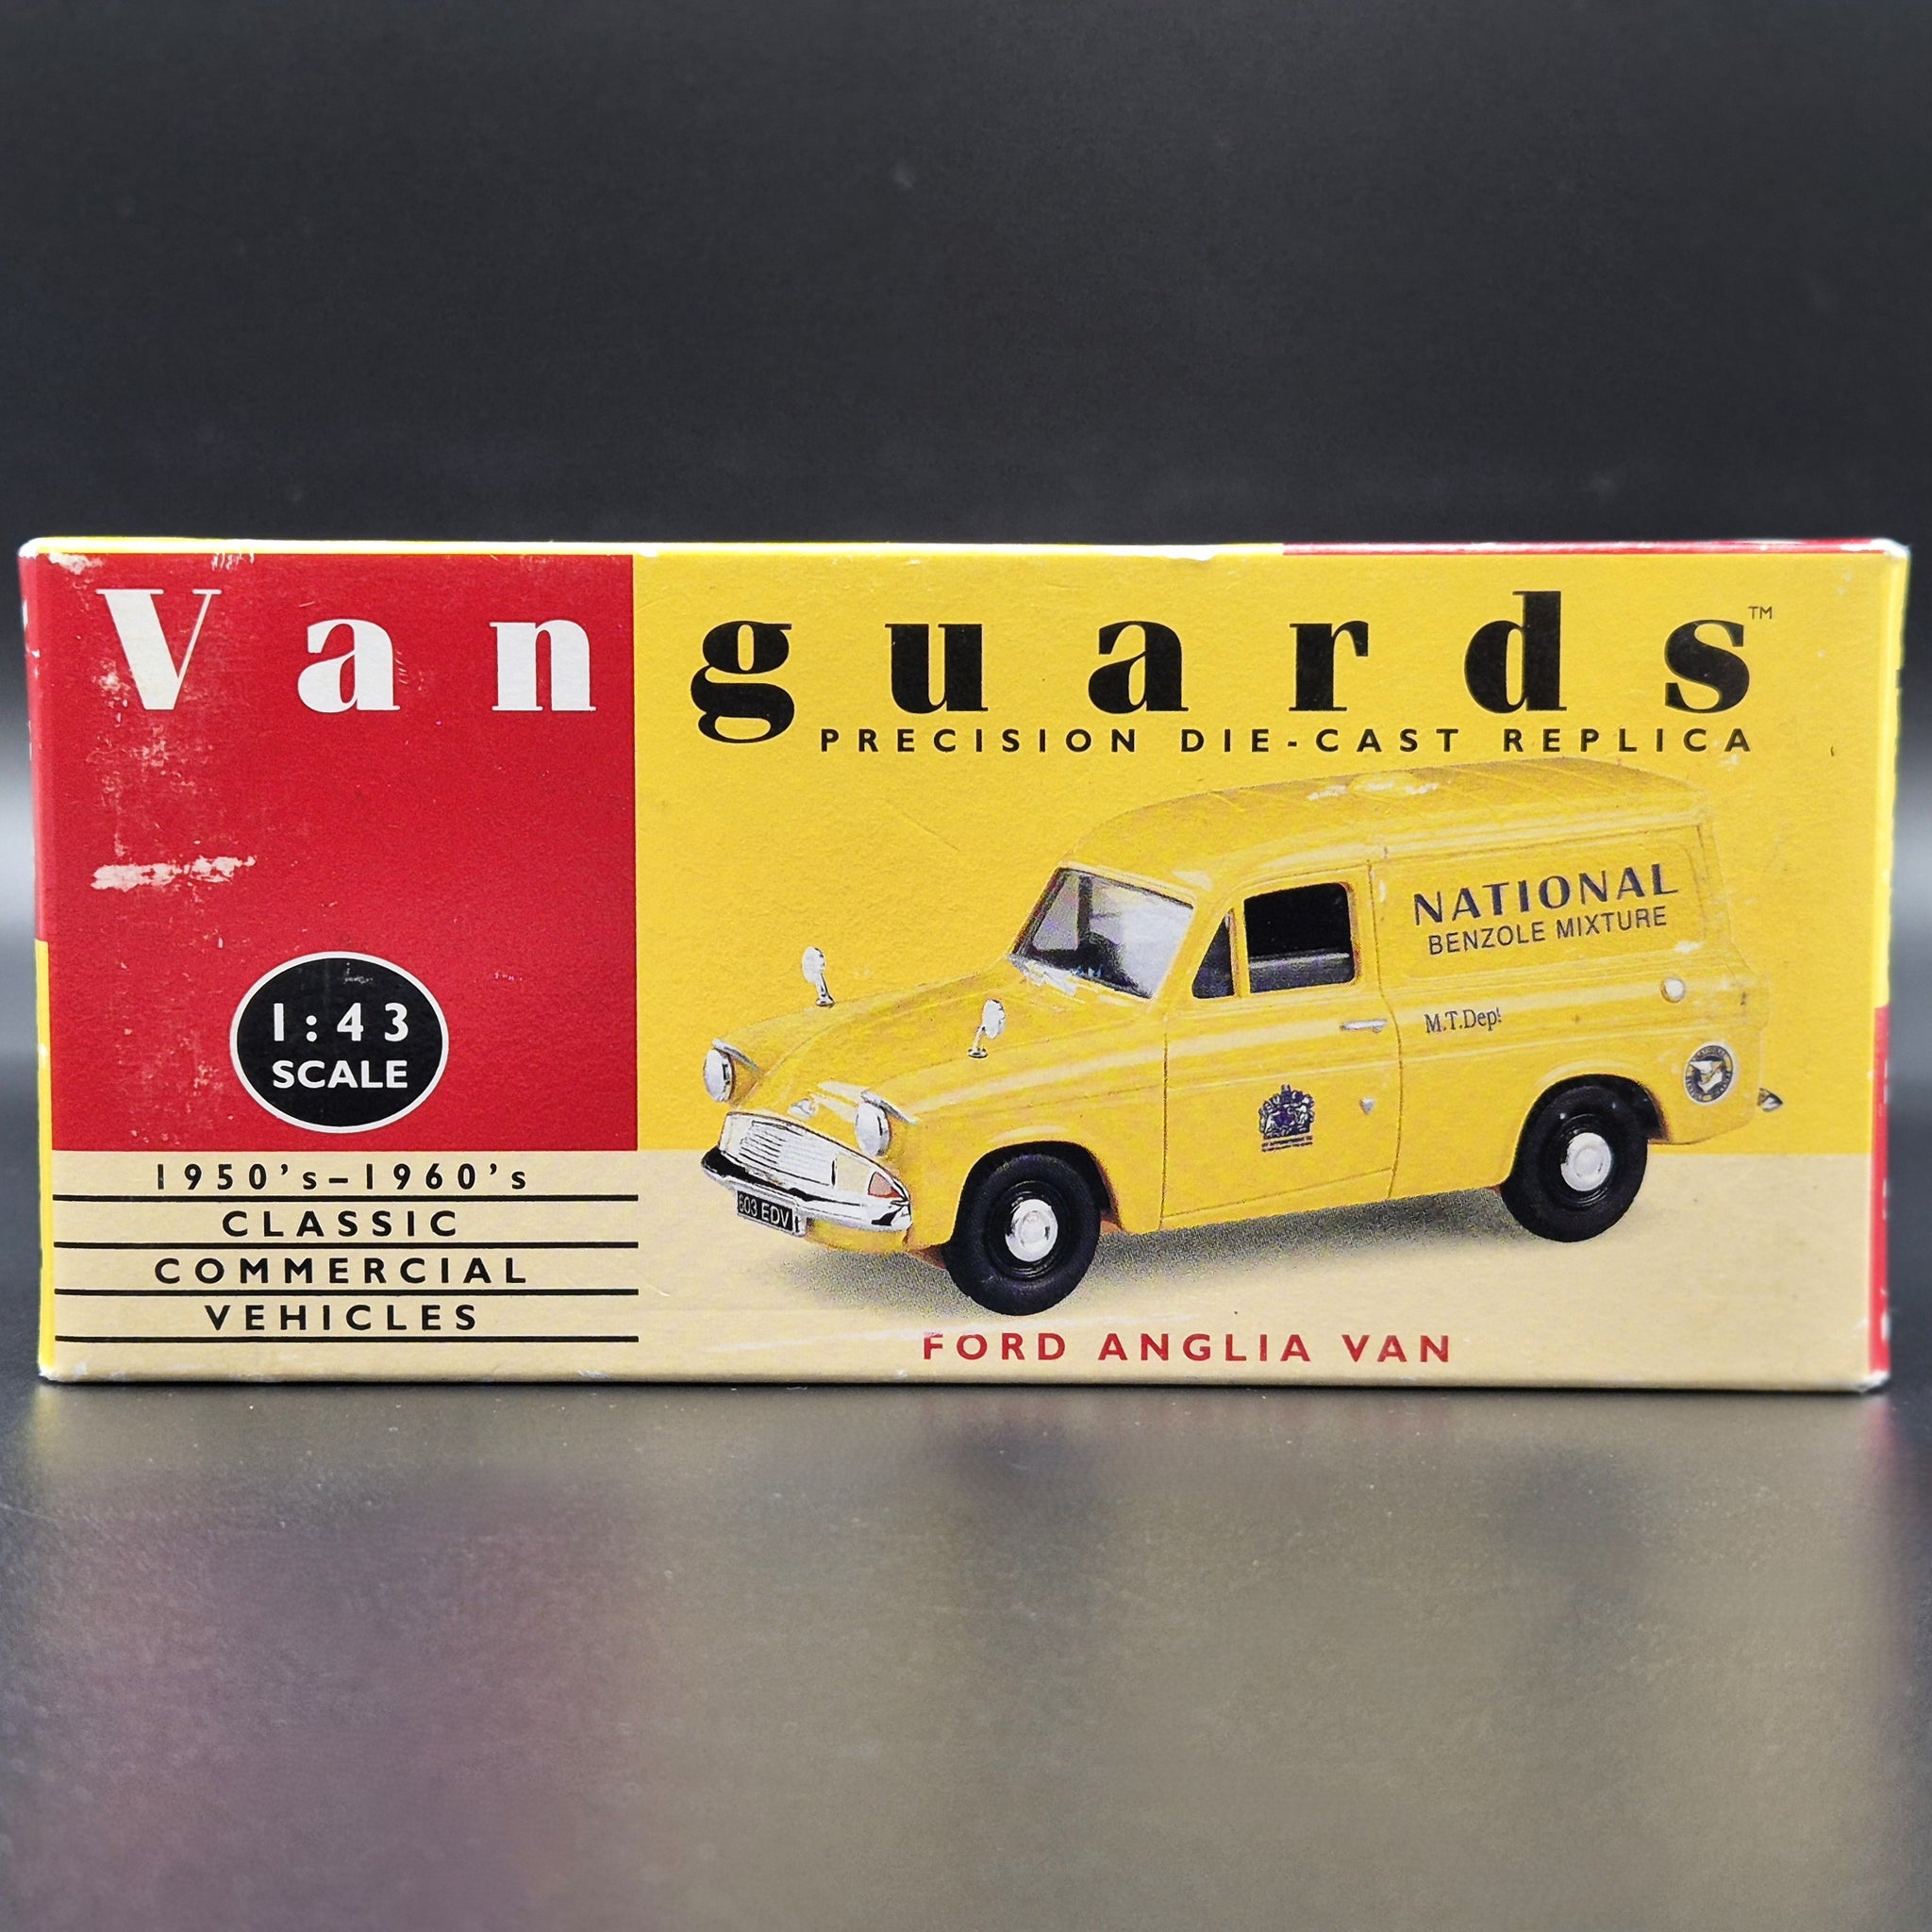 Vanguards™
PRECISION DIE-CAST REPLICA
NATIONAL
BENZOLE MIXTURE
M.T.Dept
1:43
SCALE
603 EDV
1950's–1960's
CLASSIC
COMMERCIAL
VEHICLES
FORD ANGLIA VAN